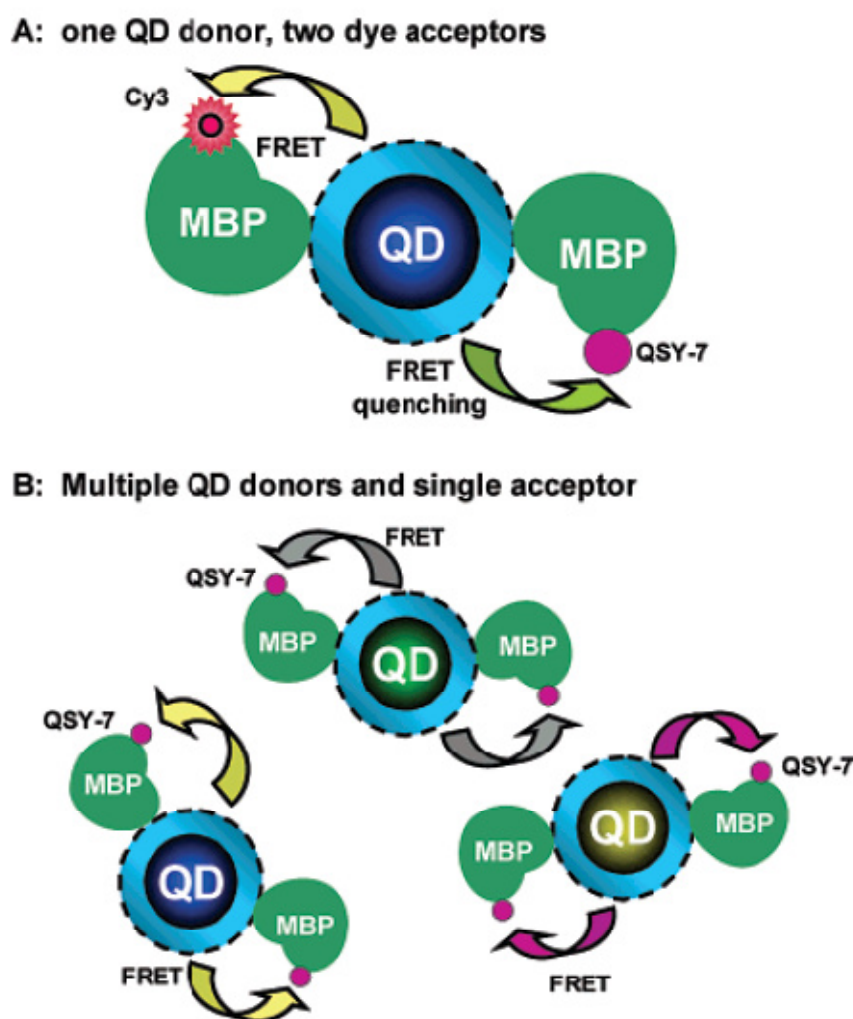 A: one QD donor, two dye acceptors
Cy3
FRET
MBP
QD
MBP
FRET
quenching
QSY-7
B: Multiple QD donors and single acceptor
FRET
QSY-7
MBP
QD
MBP
QSY-7
MBP
QD
MBP
FRET
QSY-7
MBP
QD
MBP
FRET